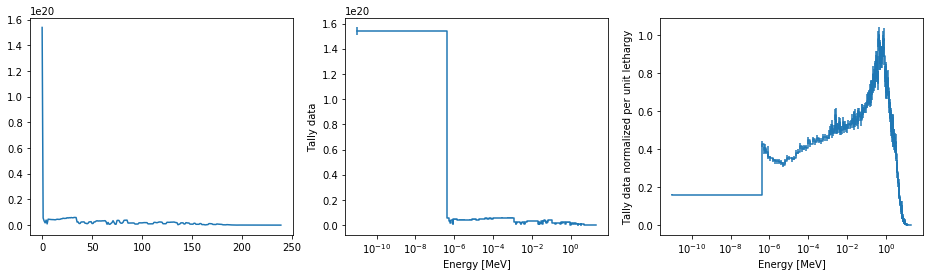 1e20
1.6
1.4
1.2
1.0
0.8
0.6
0.4
0.2
0.0
0 50 100 150 200 250
1e20
Tally data
1.6
1.4
1.2
1.0
0.8
0.6
0.4
0.2
0.0
10⁻¹⁰ 10⁻⁸ 10⁻⁶ 10⁻⁴ 10⁻² 10⁰
Energy [MeV]
Tally data normalized per unit lethargy
1.0
0.8
0.6
0.4
0.2
0.0
10⁻¹⁰ 10⁻⁸ 10⁻⁶ 10⁻⁴ 10⁻² 10⁰
Energy [MeV]